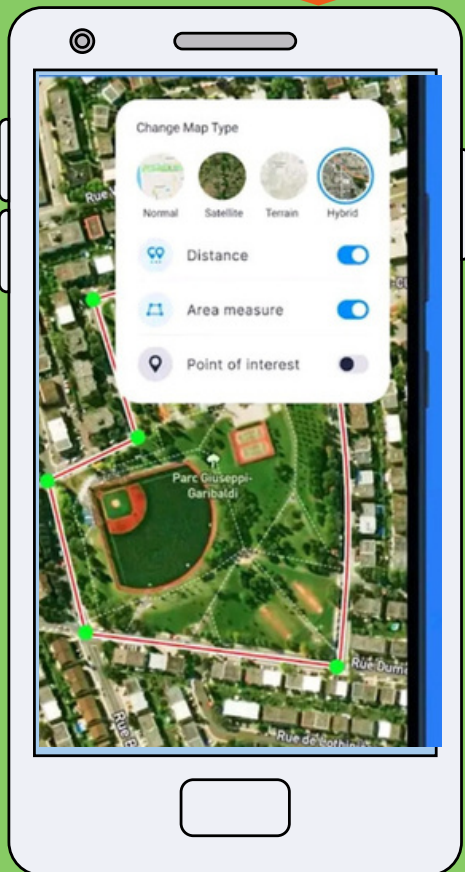 Change Map Type
Normal Satellite Terrain Hybrid
Distance
Area measure
Point of interest
Parc Giuseppi-
Garibaldi
Rue
Rue de